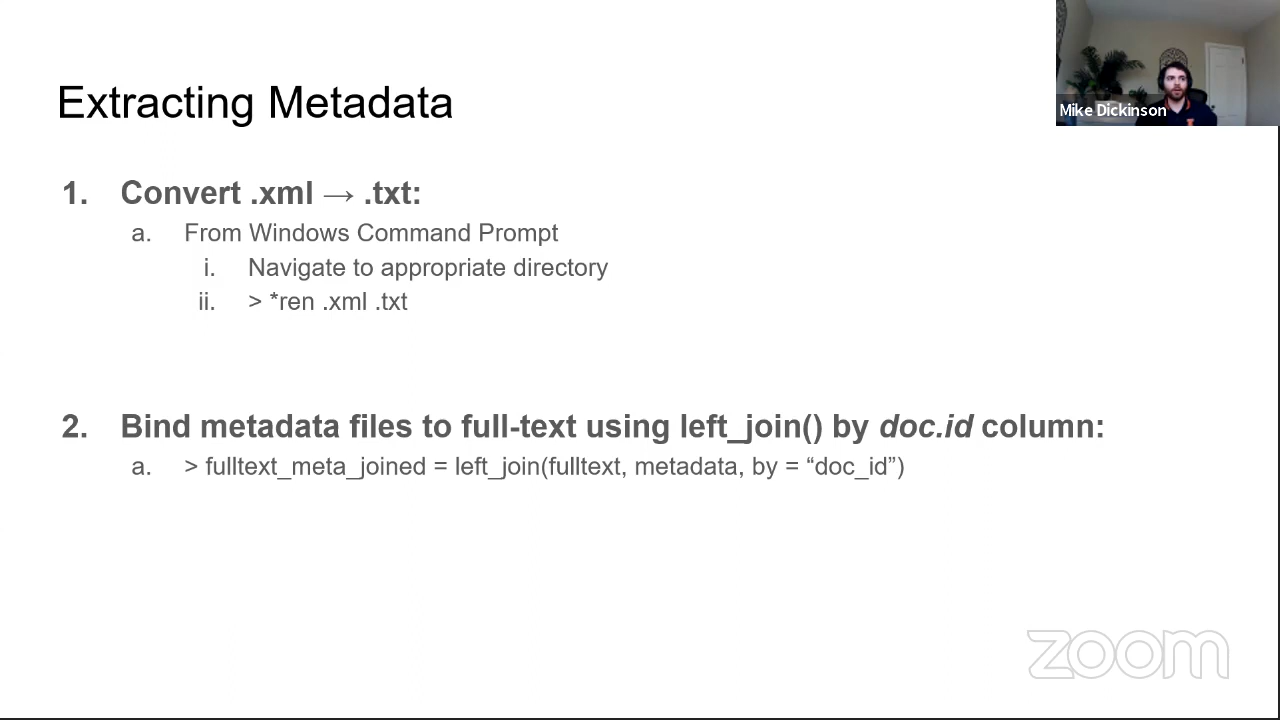 Mike Dickinson
Extracting Metadata
1. Convert .xml → .txt:
a. From Windows Command Prompt
i. Navigate to appropriate directory
ii. > *ren .xml .txt
2. Bind metadata files to full-text using left_join() by doc.id column:
a. > fulltext_meta_joined = left_join(fulltext, metadata, by = “doc_id”)
zoom